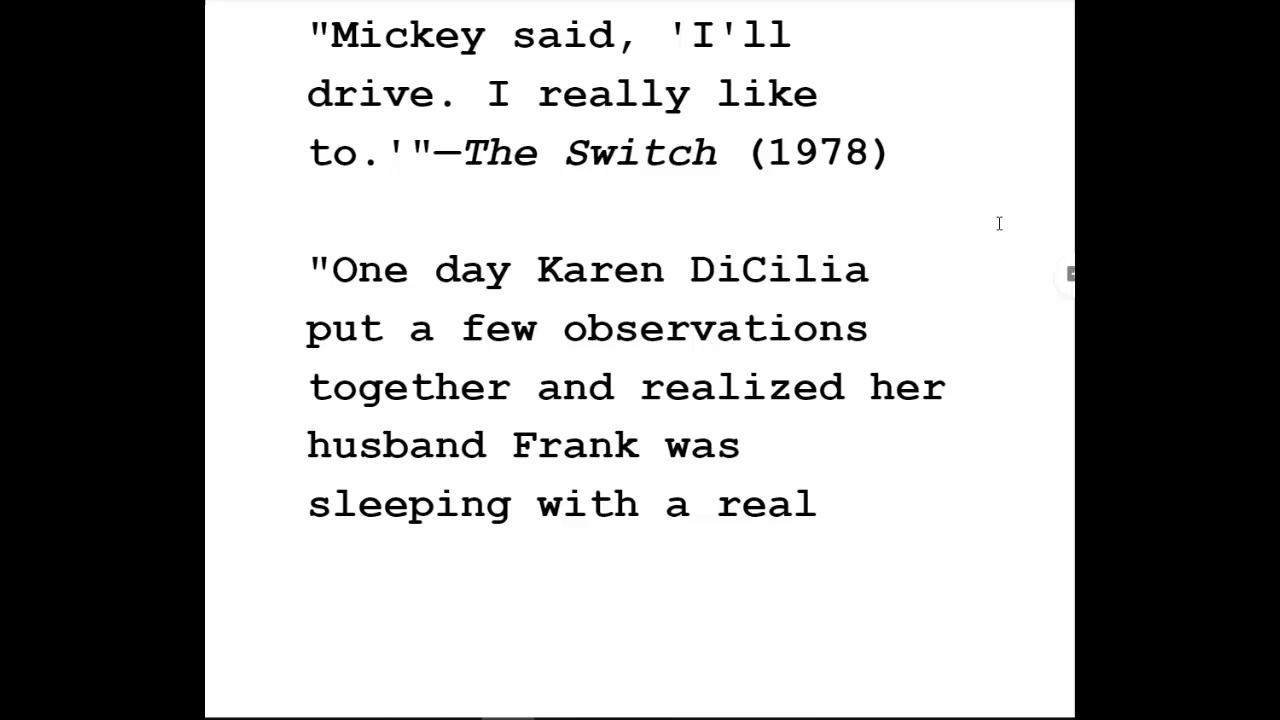 "Mickey said, 'I'll
drive. I really like
to.'"—The Switch (1978)
"One day Karen DiCilia
put a few observations
together and realized her
husband Frank was
sleeping with a real